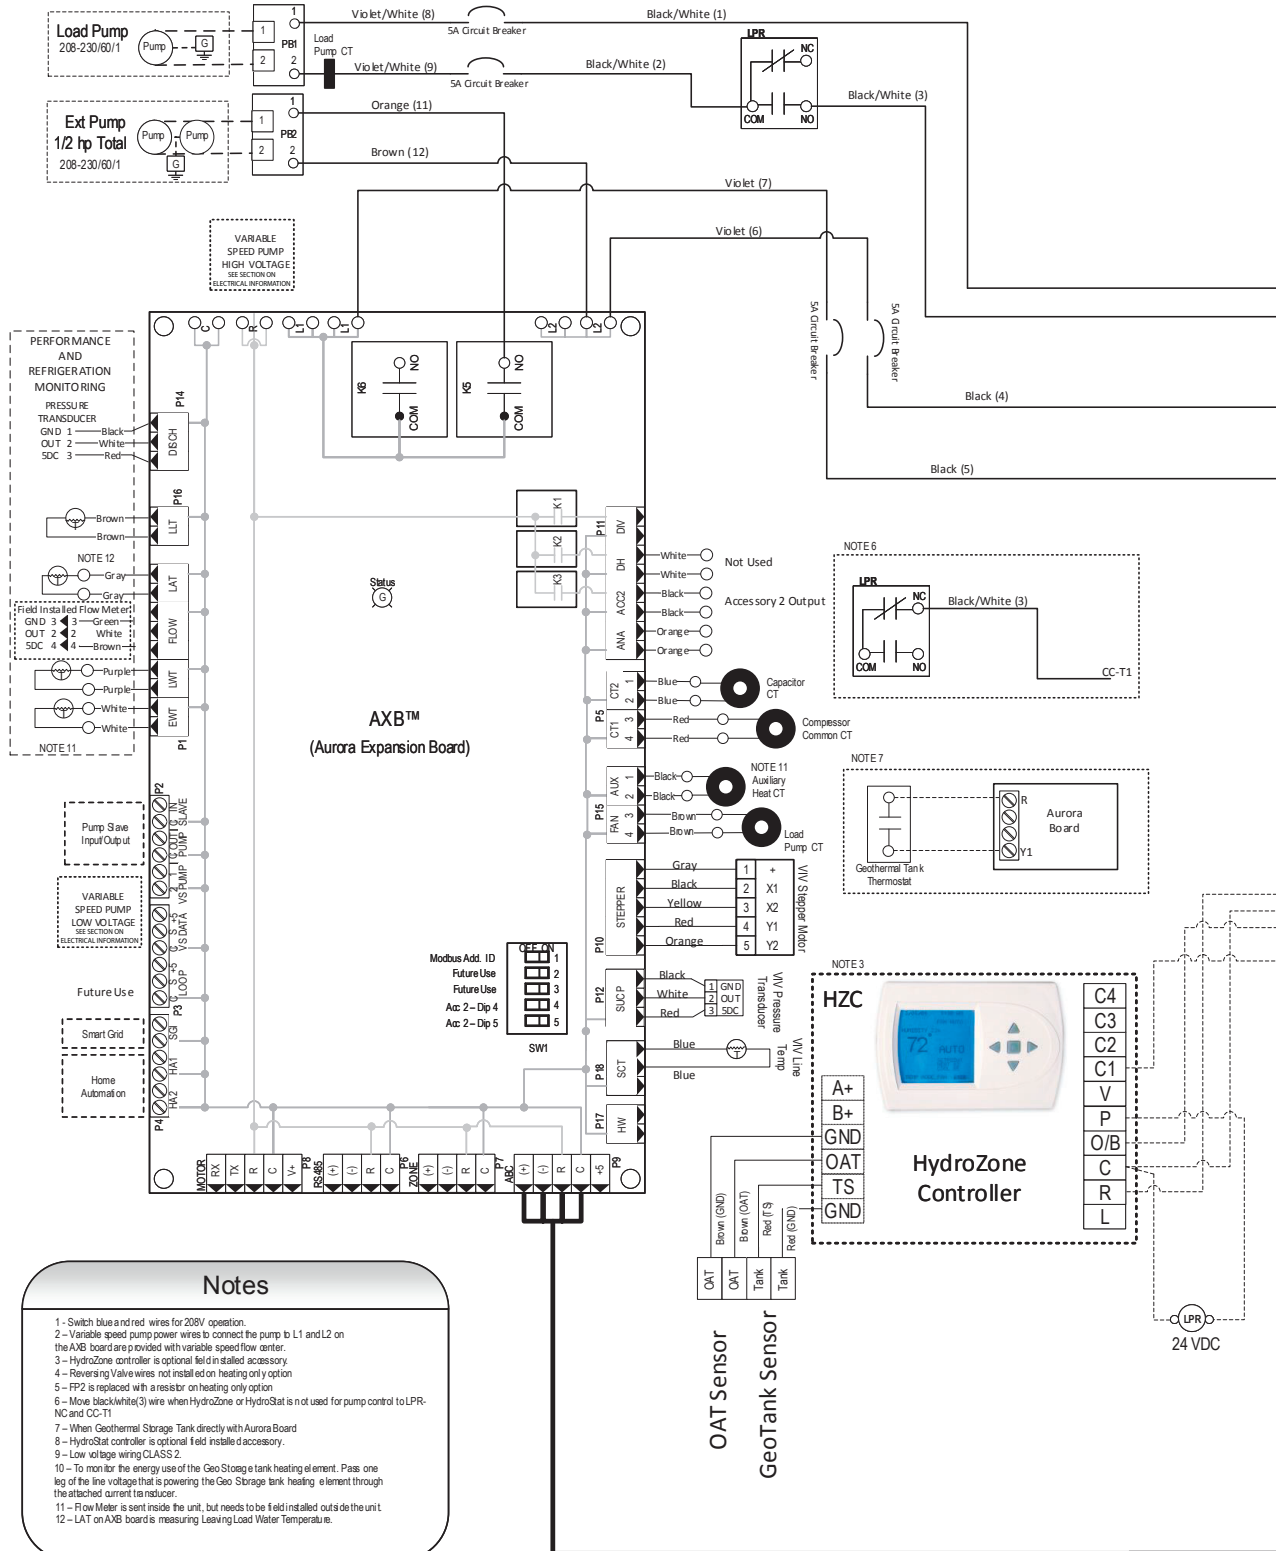 Load Pump
208-230/60/1
Pump
G
1
2
1
PB1
2
Violet/White (8)
5A Circuit Breaker
Black/White (1)
Load
Pump CT
Violet/White (9)
5A Circuit Breaker
Black/White (2)
LPR
NC
COM
NO
Black/White (3)
Ext Pump
1/2 hp Total
208-230/60/1
Pump
Pump
G
1
2
1
PB2
2
Orange (11)
Brown (12)
Violet (7)
Violet (6)
5A Circuit Breaker
5A Circuit Breaker
Black (4)
Black (5)
VARIABLE
SPEED PUMP
HIGH VOLTAGE
SEE SECTION ON
ELECTRICAL INFORMATION
C
R
L1
L1
L2
L2
K6
NO
COM
K5
NO
COM
PERFORMANCE
AND
REFRIGERATION
MONITORING
PRESSURE
TRANSDUCER
GND 1 Black
OUT 2 White
5DC 3 Red
P14
DISCH
P16
LLT
Brown
Brown
NOTE 12
Gray
Gray
LAT
Field Installed Flow Meter
GND 3 3 Green
OUT 2 2 White
5DC 4 4 Brown
FLOW
Purple
Purple
LWT
White
White
EWT
NOTE 11
P1
Status
G
AXB™
(Aurora Expansion Board)
K1
K2
K3
P11
DIV
DH
ACC2
ANA
White
White
Not Used
Black
Black
Accessory 2 Output
Orange
Orange
P5
CT2
1
2
Blue
Blue
Capacitor
CT
CT1
3
4
Red
Red
Compressor
Common CT
P15
AUX
1
2
Black
Black
NOTE 11
Auxiliary
Heat CT
FAN
3
4
Brown
Brown
Load
Pump CT
STEPPER
P10
Gray
Black
Yellow
Red
Orange
1 +
2 X1
3 X2
4 Y1
5 Y2
VIV Stepper Motor
P12
SUC P
Black
White
Red
1 GND
2 OUT
3 5DC
VIV Pressure
Transducer
P18
SCT
Blue
T
Blue
VIV Line
Temp
P17
HW
NOTE 6
LPR
NC
COM
NO
Black/White (3)
CC-T1
NOTE 7
Geothermal Tank
Thermostat
R
Y1
Aurora
Board
Pump Slave
Input/Output
P2
SLAVE
IN
G
PUMP
OUT
G
VS PUMP
1
2
VARIABLE
SPEED PUMP
LOW VOLTAGE
SEE SECTION ON
ELECTRICAL INFORMATION
VS DATA
+5
S
G
Future Use
LOOP
+5
S
G
P3
Smart Grid
SGI
Home
Automation
HA1
HA2
P4
OFF ON
Modbus Add. ID 1
Future Use 2
Future Use 3
Acc 2 – Dip 4 4
Acc 2 – Dip 5 5
SW1
MOTOR
RX
TX
R
C
V+
P8
RS485
(+)
(-)
R
C
P6
ZONE
(+)
(-)
R
C
P7
ABC
(+)
(-)
R
C
+5
P9
NOTE 3
HZC
72°
AUTO
HydroZone
Controller
A+
B+
GND
OAT
TS
GND
C4
C3
C2
C1
V
P
O/B
C
R
L
Brown (GND)
Brown (OAT)
Red (TS)
Red (GND)
OAT
OAT
Tank
Tank
OAT Sensor
GeoTank Sensor
LPR
24 VDC
Notes
1 - Switch blue and red wires for 208V operation.
2 – Variable speed pump power wires to connect the pump to L1 and L2 on
the AXB board are provided with variable speed flow center.
3 – HydroZone controller is optional field installed accessory.
4 – Reversing Valve wires not installed on heating only option
5 – FP2 is replaced with a resistor on heating only option
6 – Move black/white(3) wire when HydroZone or HydroStat is not used for pump control to LPR-
NC and CC-T1
7 – When Geothermal Storage Tank directly with Aurora Board
8 – HydroStat controller is optional field installed accessory.
9 – Low voltage wiring CLASS 2.
10 – To monitor the energy use of the Geo Storage tank heating element. Pass one
leg of the line voltage that is powering the Geo Storage tank heating element through
the attached current transducer.
11 – Flow Meter is sent inside the unit, but needs to be field installed outside the unit.
12 – LAT on AXB board is measuring Leaving Load Water Temperature.